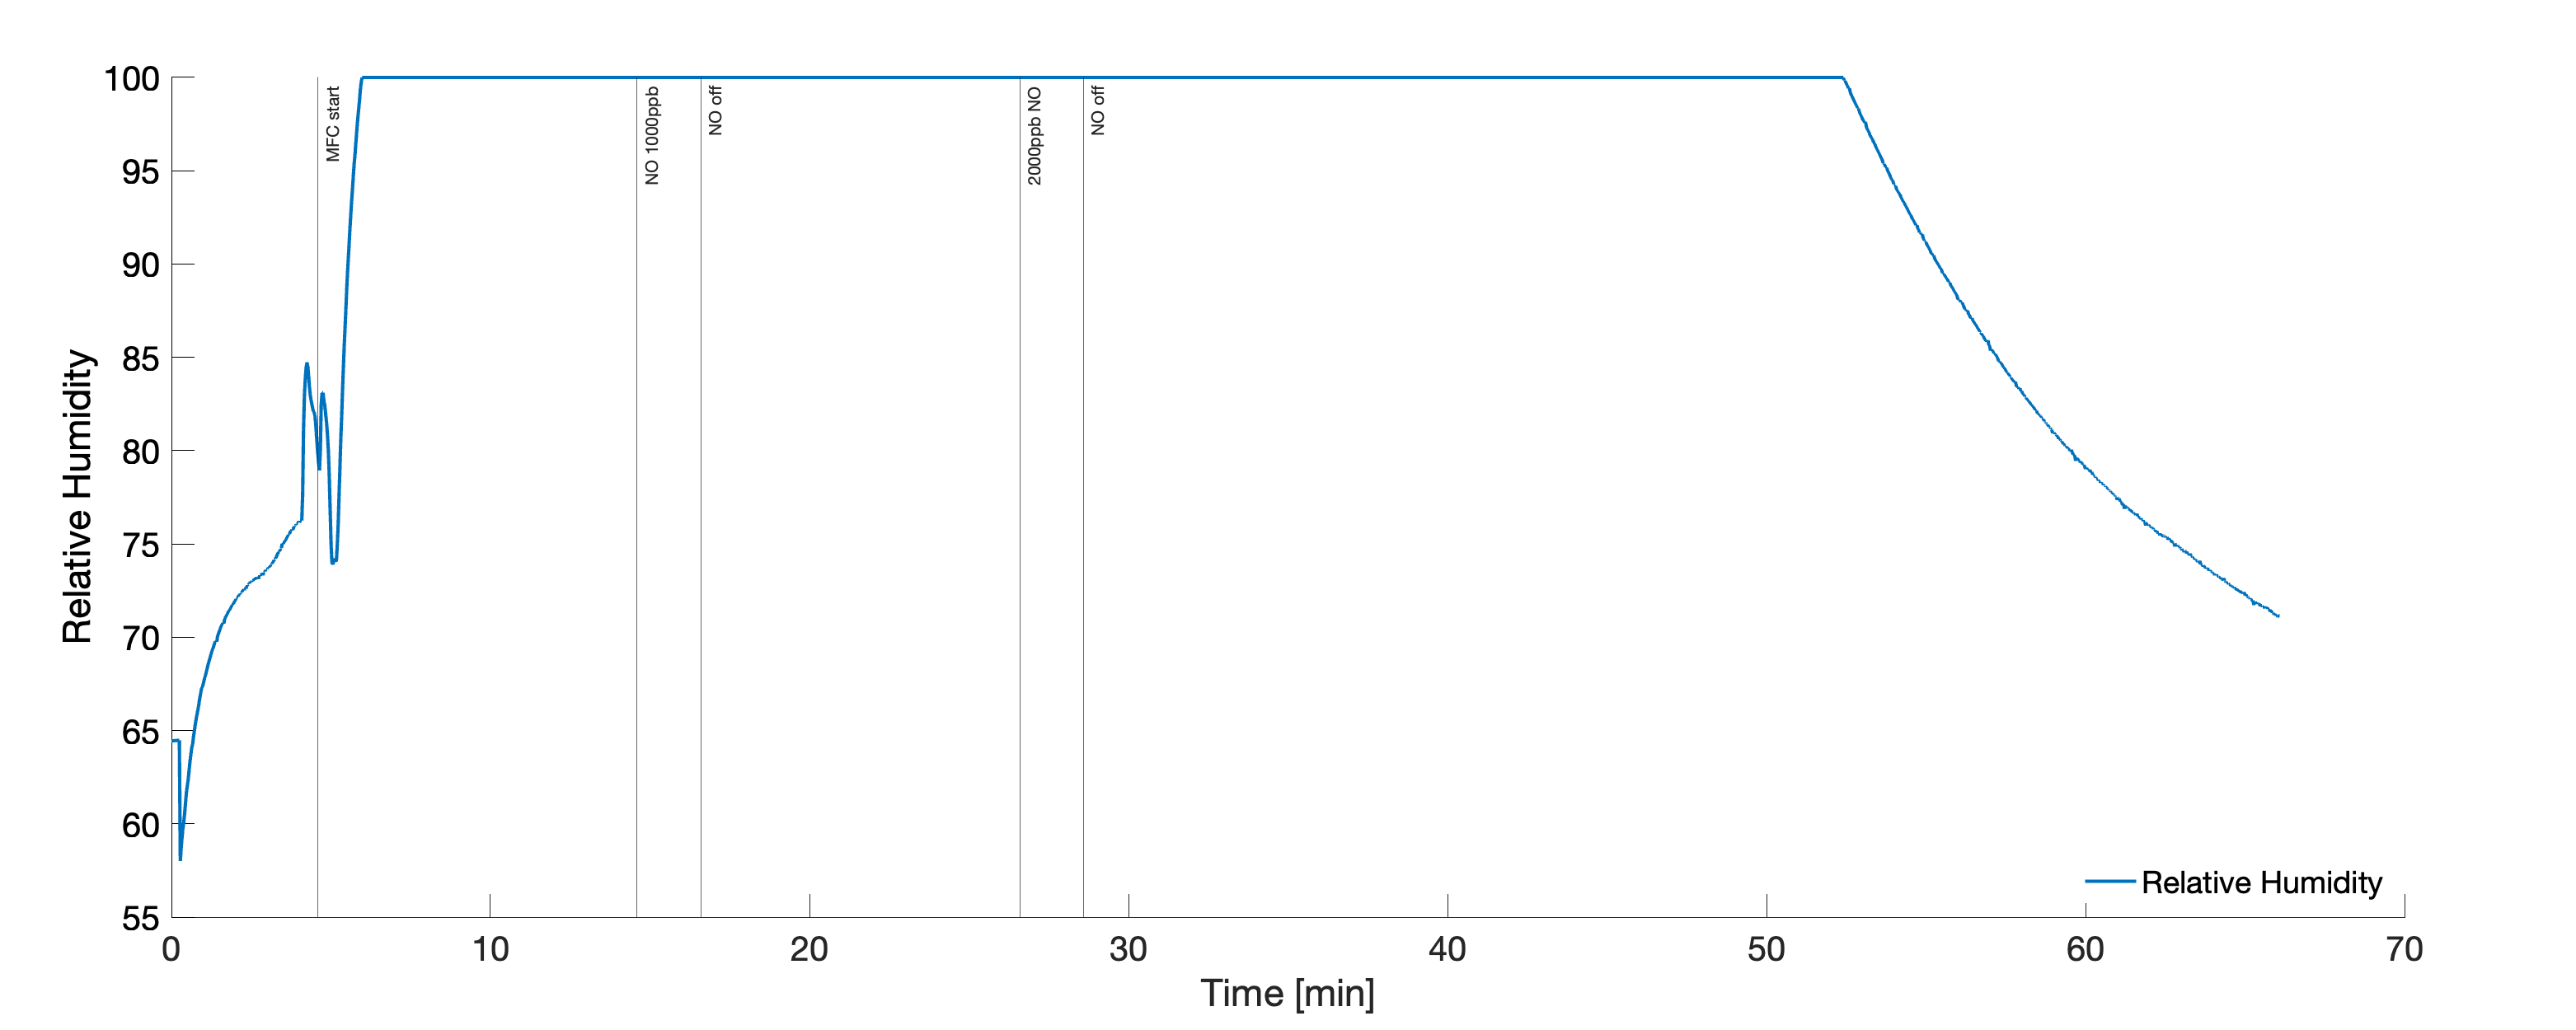 100
95
90
85
80
75
70
65
60
55
Relative Humidity
MFC start
NO 1000ppb
NO off
2000ppb NO
NO off
Relative Humidity
0 10 20 30 40 50 60 70
Time [min]